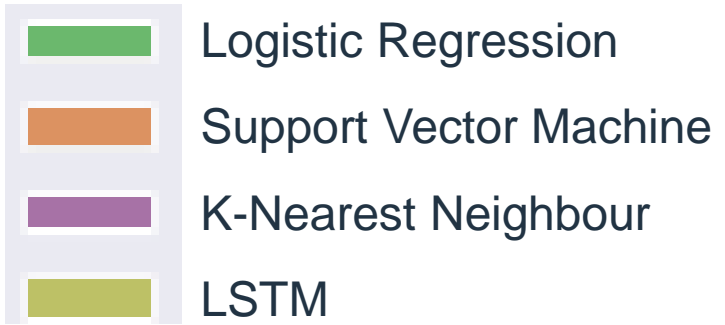 Logistic Regression
Support Vector Machine
K-Nearest Neighbour
LSTM